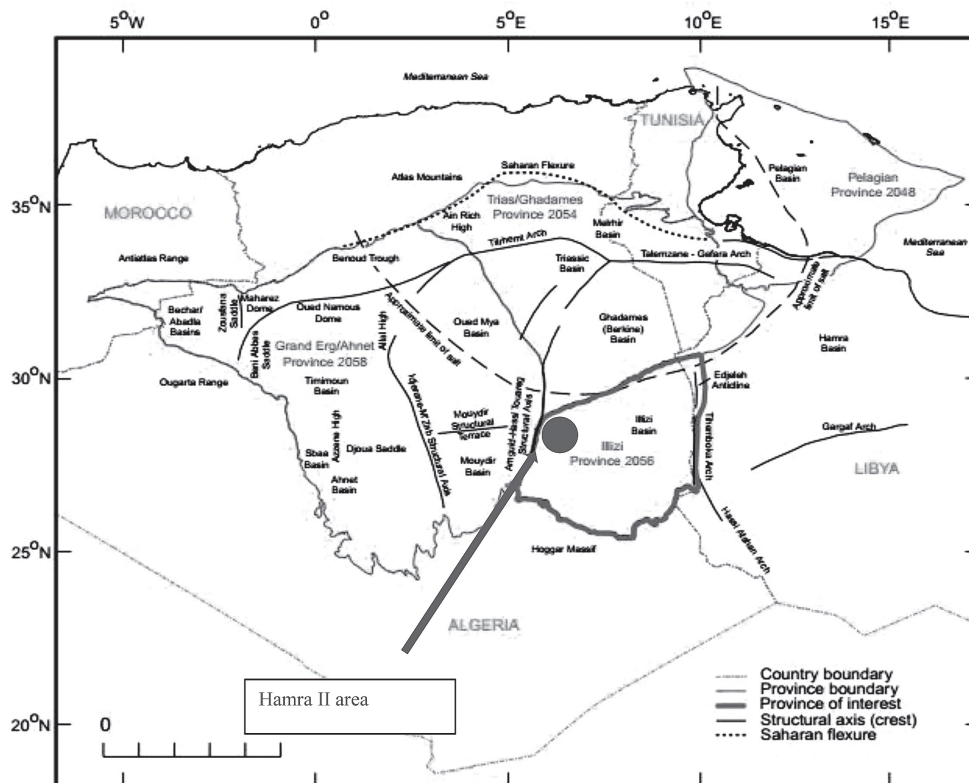 5°W 0° 5°E 10°E 15°E
Mediterranean Sea
TUNISIA
Saharan Flexure
Atlas Mountains
Pelagian
Basin
Pelagian
Province 2048
35°N
Trias/Ghadames
Province 2054
MOROCCO
Ain Rich
High
Melrhir
Basin
Tilrhemt Arch
Talemzane - Gefara Arch
Mediterranean
Sea
Antiatlas Range
Benoud Trough
Triassic
Basin
Approximate
limit of salt
Bechar/
Abadla
Basins
Zousfana
Saddle
Maharez
Dome
Oued Namous
Dome
Approximate limit of salt
Oued Mya
Basin
Ghadames
(Berkine)
Basin
Hamra
Basin
Beni Abbes
Saddle
Grand Erg/Ahnet
Province 2058
Allal High
30°N
Ougarta Range
Timimoun
Basin
Edjeleh
Anticline
Idjerane-M'Zab Structural Axis
Mouydir
Structural
Terrace
Amguid-Hassi Touareg
Structural Axis
Illizi
Basin
Tihemboka Arch
Gargaf Arch
Azzene High
Djoua Saddle
Sbaa
Basin
Mouydir
Basin
Illizi
Province 2056
LIBYA
Ahnet
Basin
25°N
Hoggar Massif
Hassi Atshan Arch
ALGERIA
Hamra II area
Country boundary
Province boundary
Province of interest
Structural axis (crest)
Saharan flexure
20°N
0